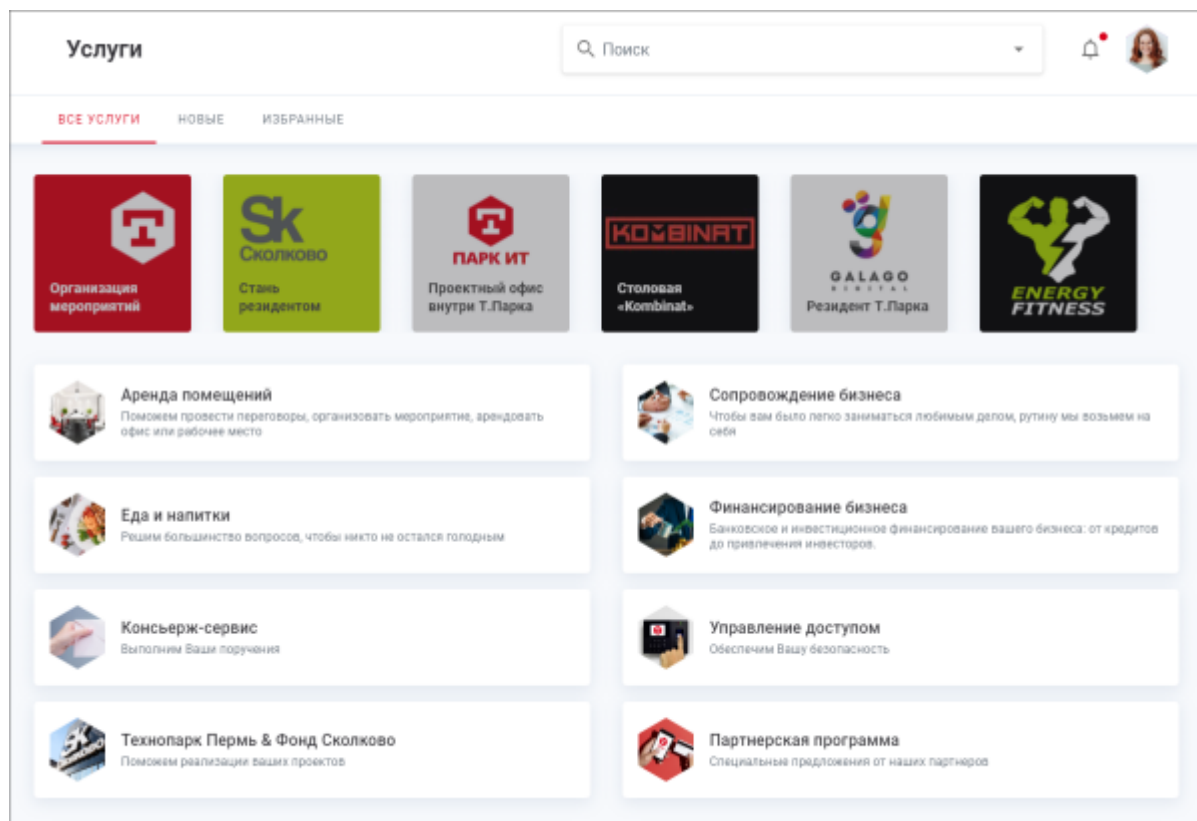 Услуги
Поиск
ВСЕ УСЛУГИ
НОВЫЕ
ИЗБРАННЫЕ
Организация
мероприятий
Sk
Сколково
Стань
резидентом
ПАРК ИТ
Проектный офис
внутри Т.Парка
KOMBINAT
Столовая
«Kombinat»
GALAGO
DIGITAL
Резидент Т.Парка
ENERGY
FITNESS
Аренда помещений
Поможем провести переговоры, организовать мероприятие, арендовать
офис или рабочее место
Сопровождение бизнеса
Чтобы вам было легко заниматься любимым делом, рутину мы возьмем на
себя
Еда и напитки
Решим большинство вопросов, чтобы никто не остался голодным
Финансирование бизнеса
Банковское и инвестиционное финансирование вашего бизнеса: от кредитов
до привлечения инвесторов.
Консьерж-сервис
Выполним Ваши поручения
Управление доступом
Обеспечим Вашу безопасность
Технопарк Пермь & Фонд Сколково
Поможем реализации ваших проектов
Партнерская программа
Специальные предложения от наших партнеров